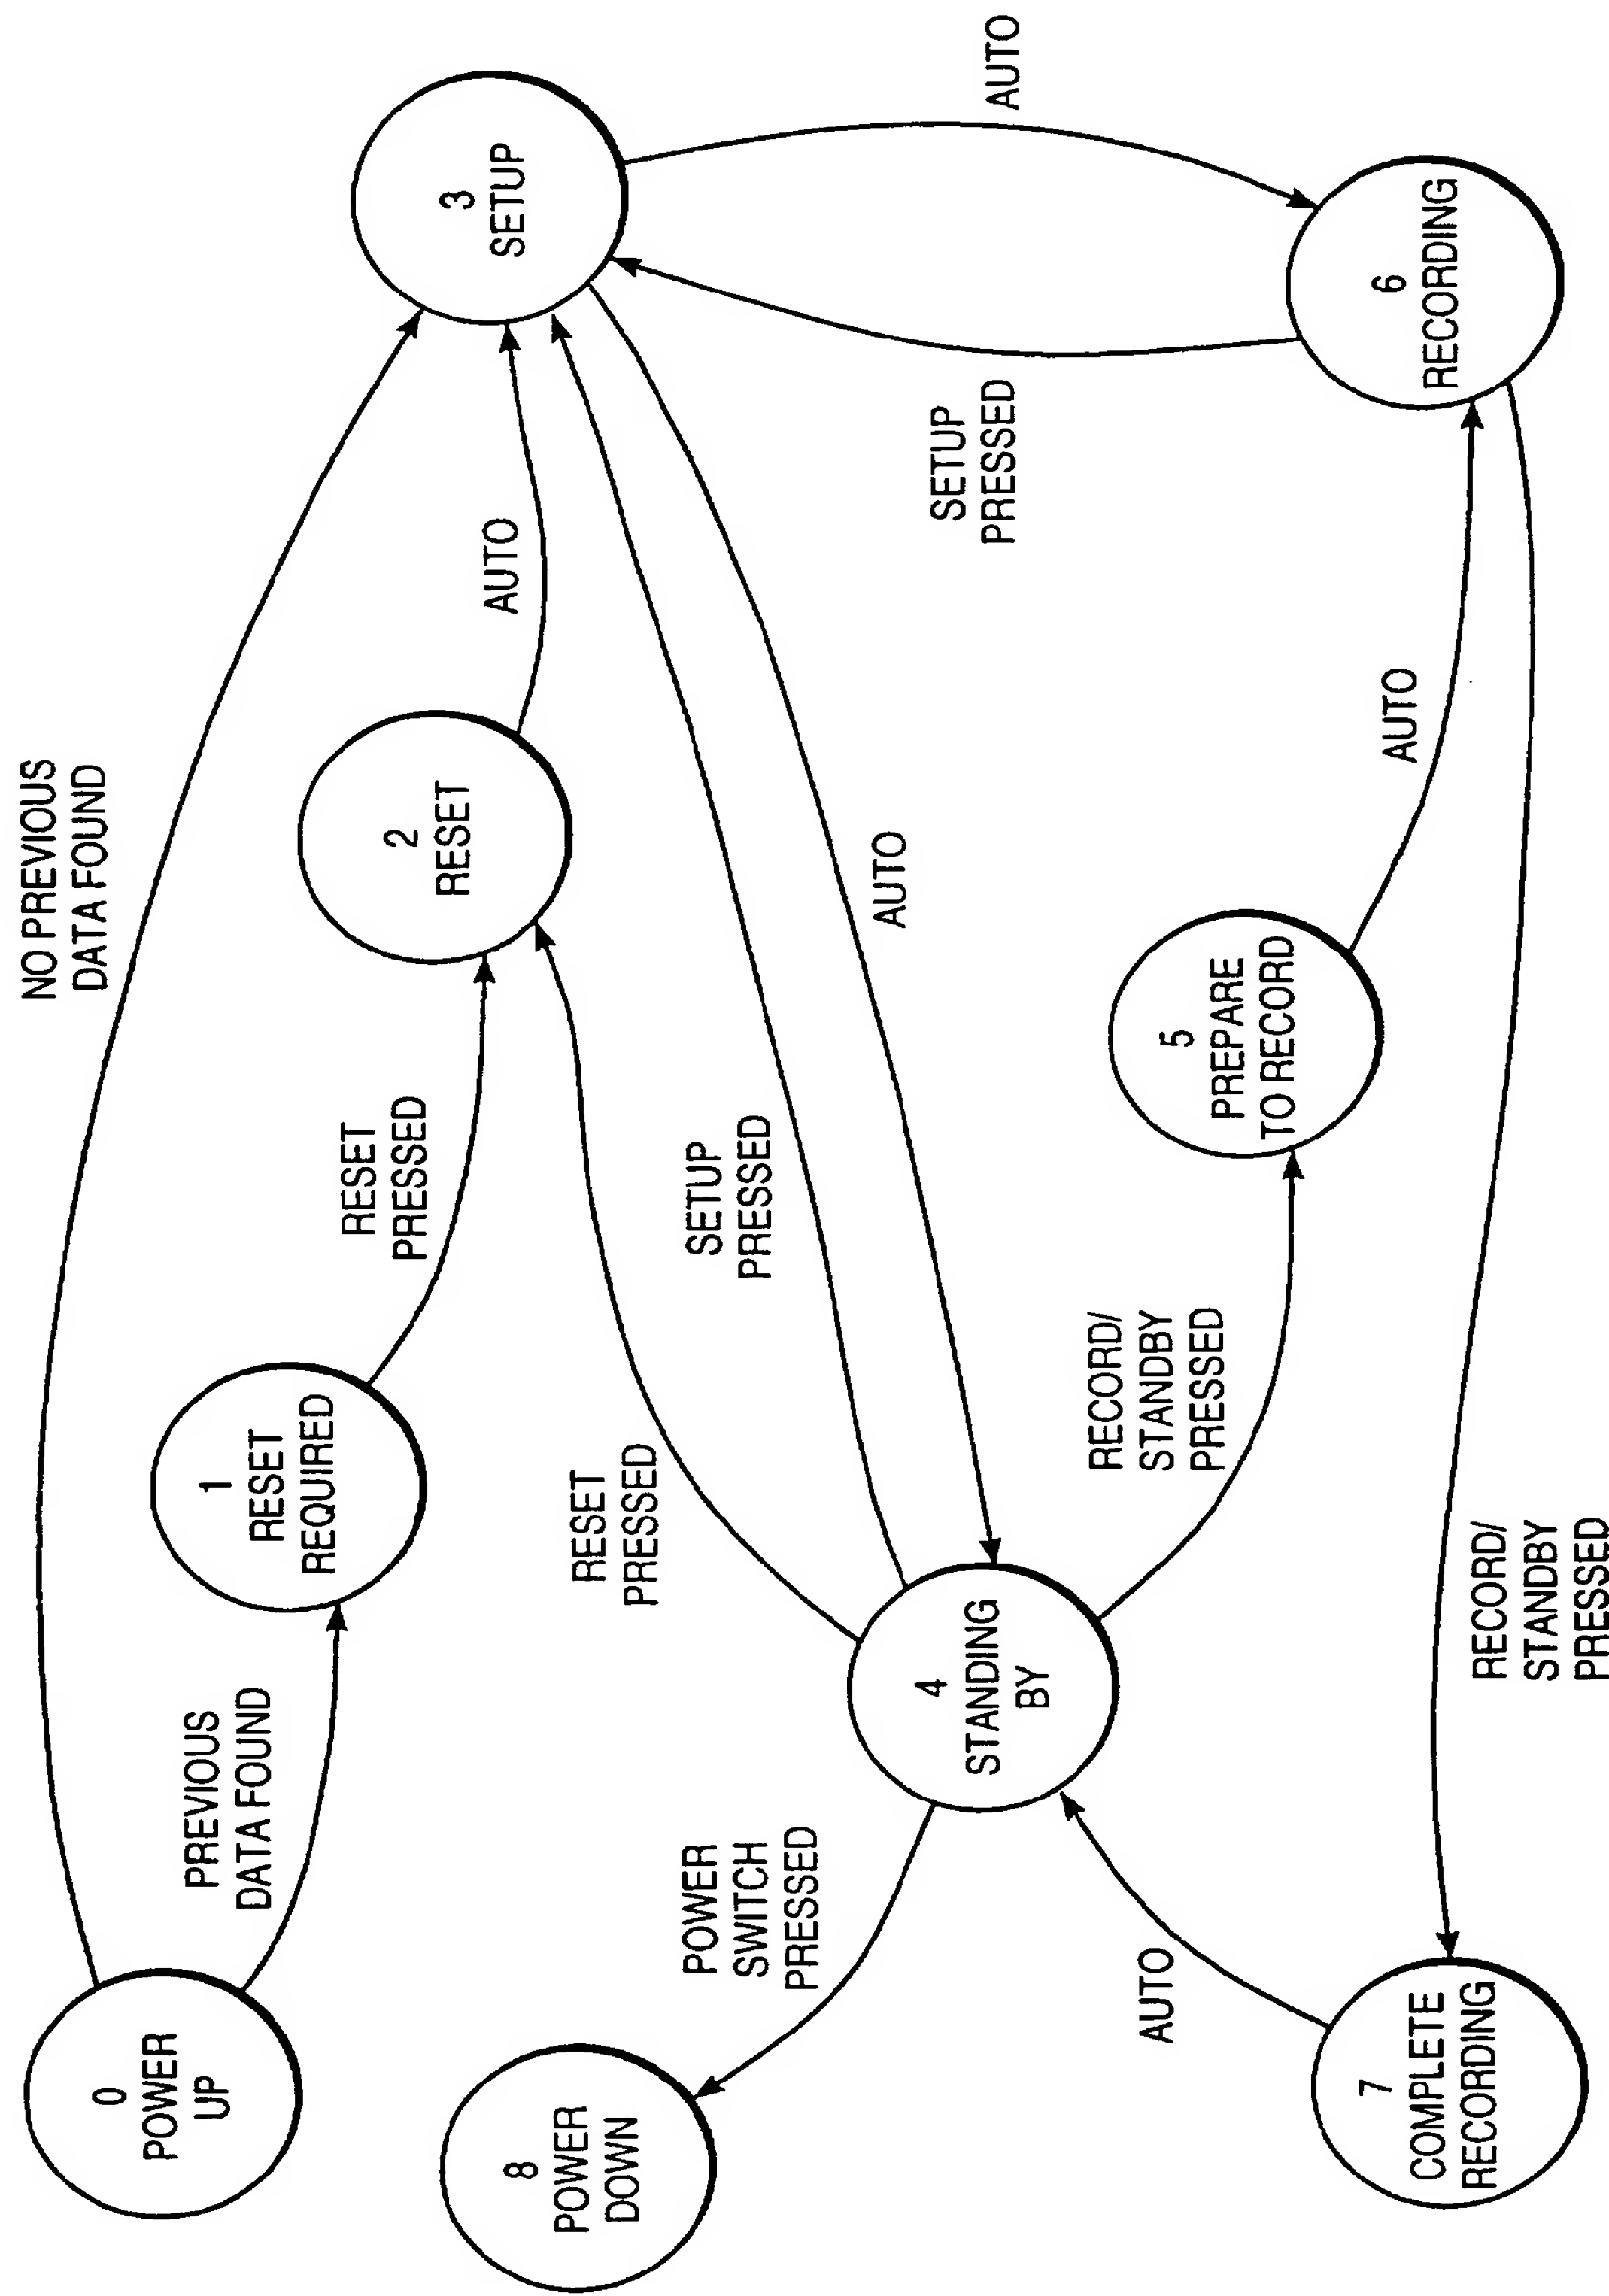 NO PREVIOUS
DATA FOUND
0
POWER
UP
PREVIOUS
DATA FOUND
1
RESET
REQUIRED
RESET
PRESSED
2
RESET
AUTO
3
SETUP
8
POWER
DOWN
POWER
SWITCH
PRESSED
RESET
PRESSED
SETUP
PRESSED
AUTO
4
STANDING
BY
RECORD/
STANDBY
PRESSED
5
PREPARE
TO RECORD
AUTO
SETUP
PRESSED
AUTO
6
RECORDING
AUTO
7
COMPLETE
RECORDING
RECORD/
STANDBY
PRESSED